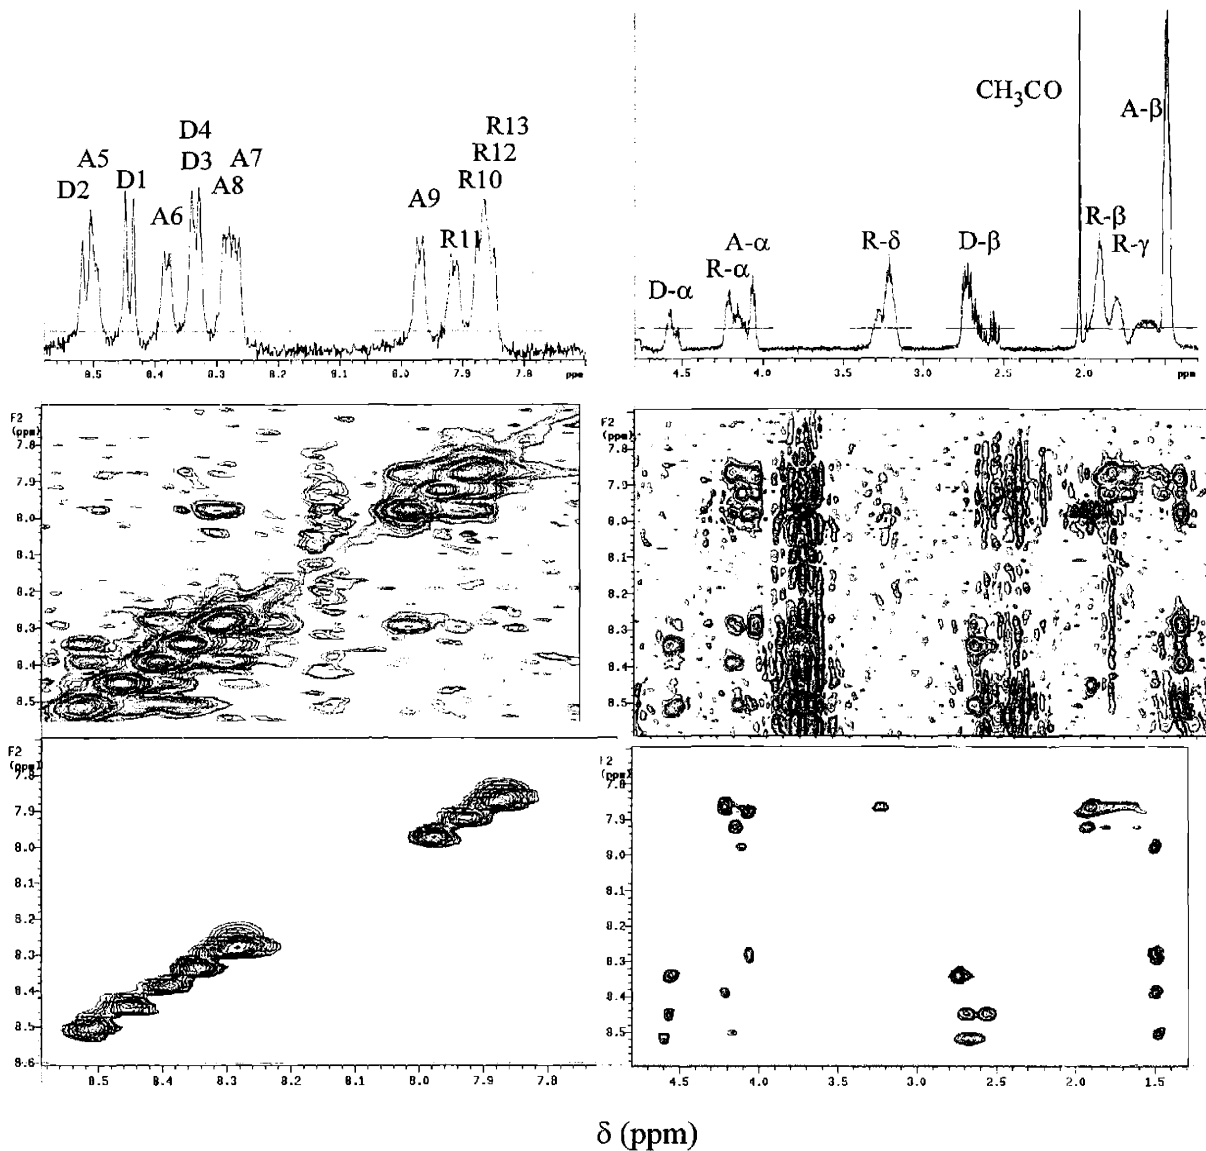 D4
R13
A5 D3 A7 R12
D2 D1 A8 R10
A6 A9 R11
8.5 8.4 8.3 8.2 8.1 8.0 7.9 7.8 ppm
CH₃CO
A-β
R-β
A-α R-δ D-β R-γ
D-α R-α
4.5 4.0 3.5 3.0 2.5 2.0 ppm
F2
(ppm)
7.8
7.9
8.0
8.1
8.2
8.3
8.4
8.5
F2
(ppm)
7.8
7.9
8.0
8.1
8.2
8.3
8.4
8.5
F2
(ppm)
7.8
7.9
8.0
8.1
8.2
8.3
8.4
8.5
8.6
8.5 8.4 8.3 8.2 8.1 8.0 7.9 7.8
F2
(ppm)
7.8
7.9
8.0
8.1
8.2
8.3
8.4
8.5
4.5 4.0 3.5 3.0 2.5 2.0 1.5
δ (ppm)